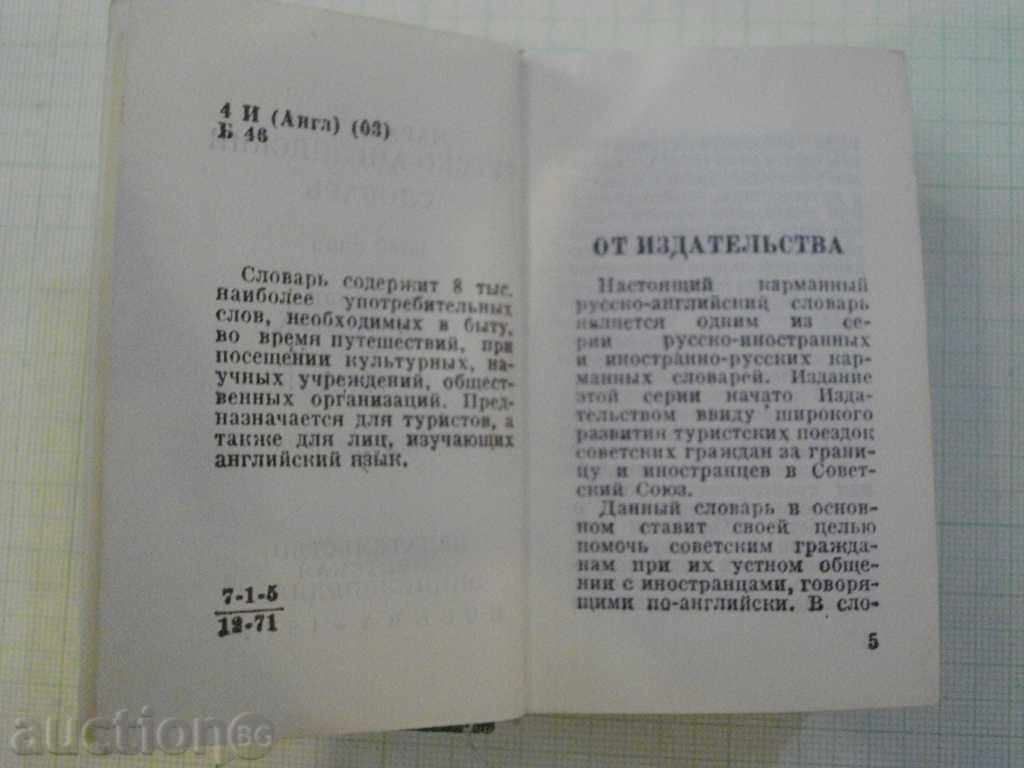 4 И (Англ) (03)
Б 46
Словарь содержит 8 тыс.
наиболее употребительных
слов, необходимых в быту,
во время путешествий, при
посещении культурных, на-
учных учреждений, общест-
венных организаций. Пред-
назначается для туристов, а
также для лиц, изучающих
английский язык.
7-1-5
12-71
ОТ ИЗДАТЕЛЬСТВА
Настоящий карманный
русско-английский словарь
является одним из се-
рии русско-иностранных
и иностранно-русских кар-
манных словарей. Издание
этой серии начато Изда-
тельством ввиду широкого
развития туристских поездок
советских граждан за грани-
цу и иностранцев в Совет-
ский Союз.
Данный словарь в основ-
ном ставит своей целью
помочь советским гражда-
нам при их устном обще-
нии с иностранцами, говоря-
щими по-английски. В сло-
5
auctionBG